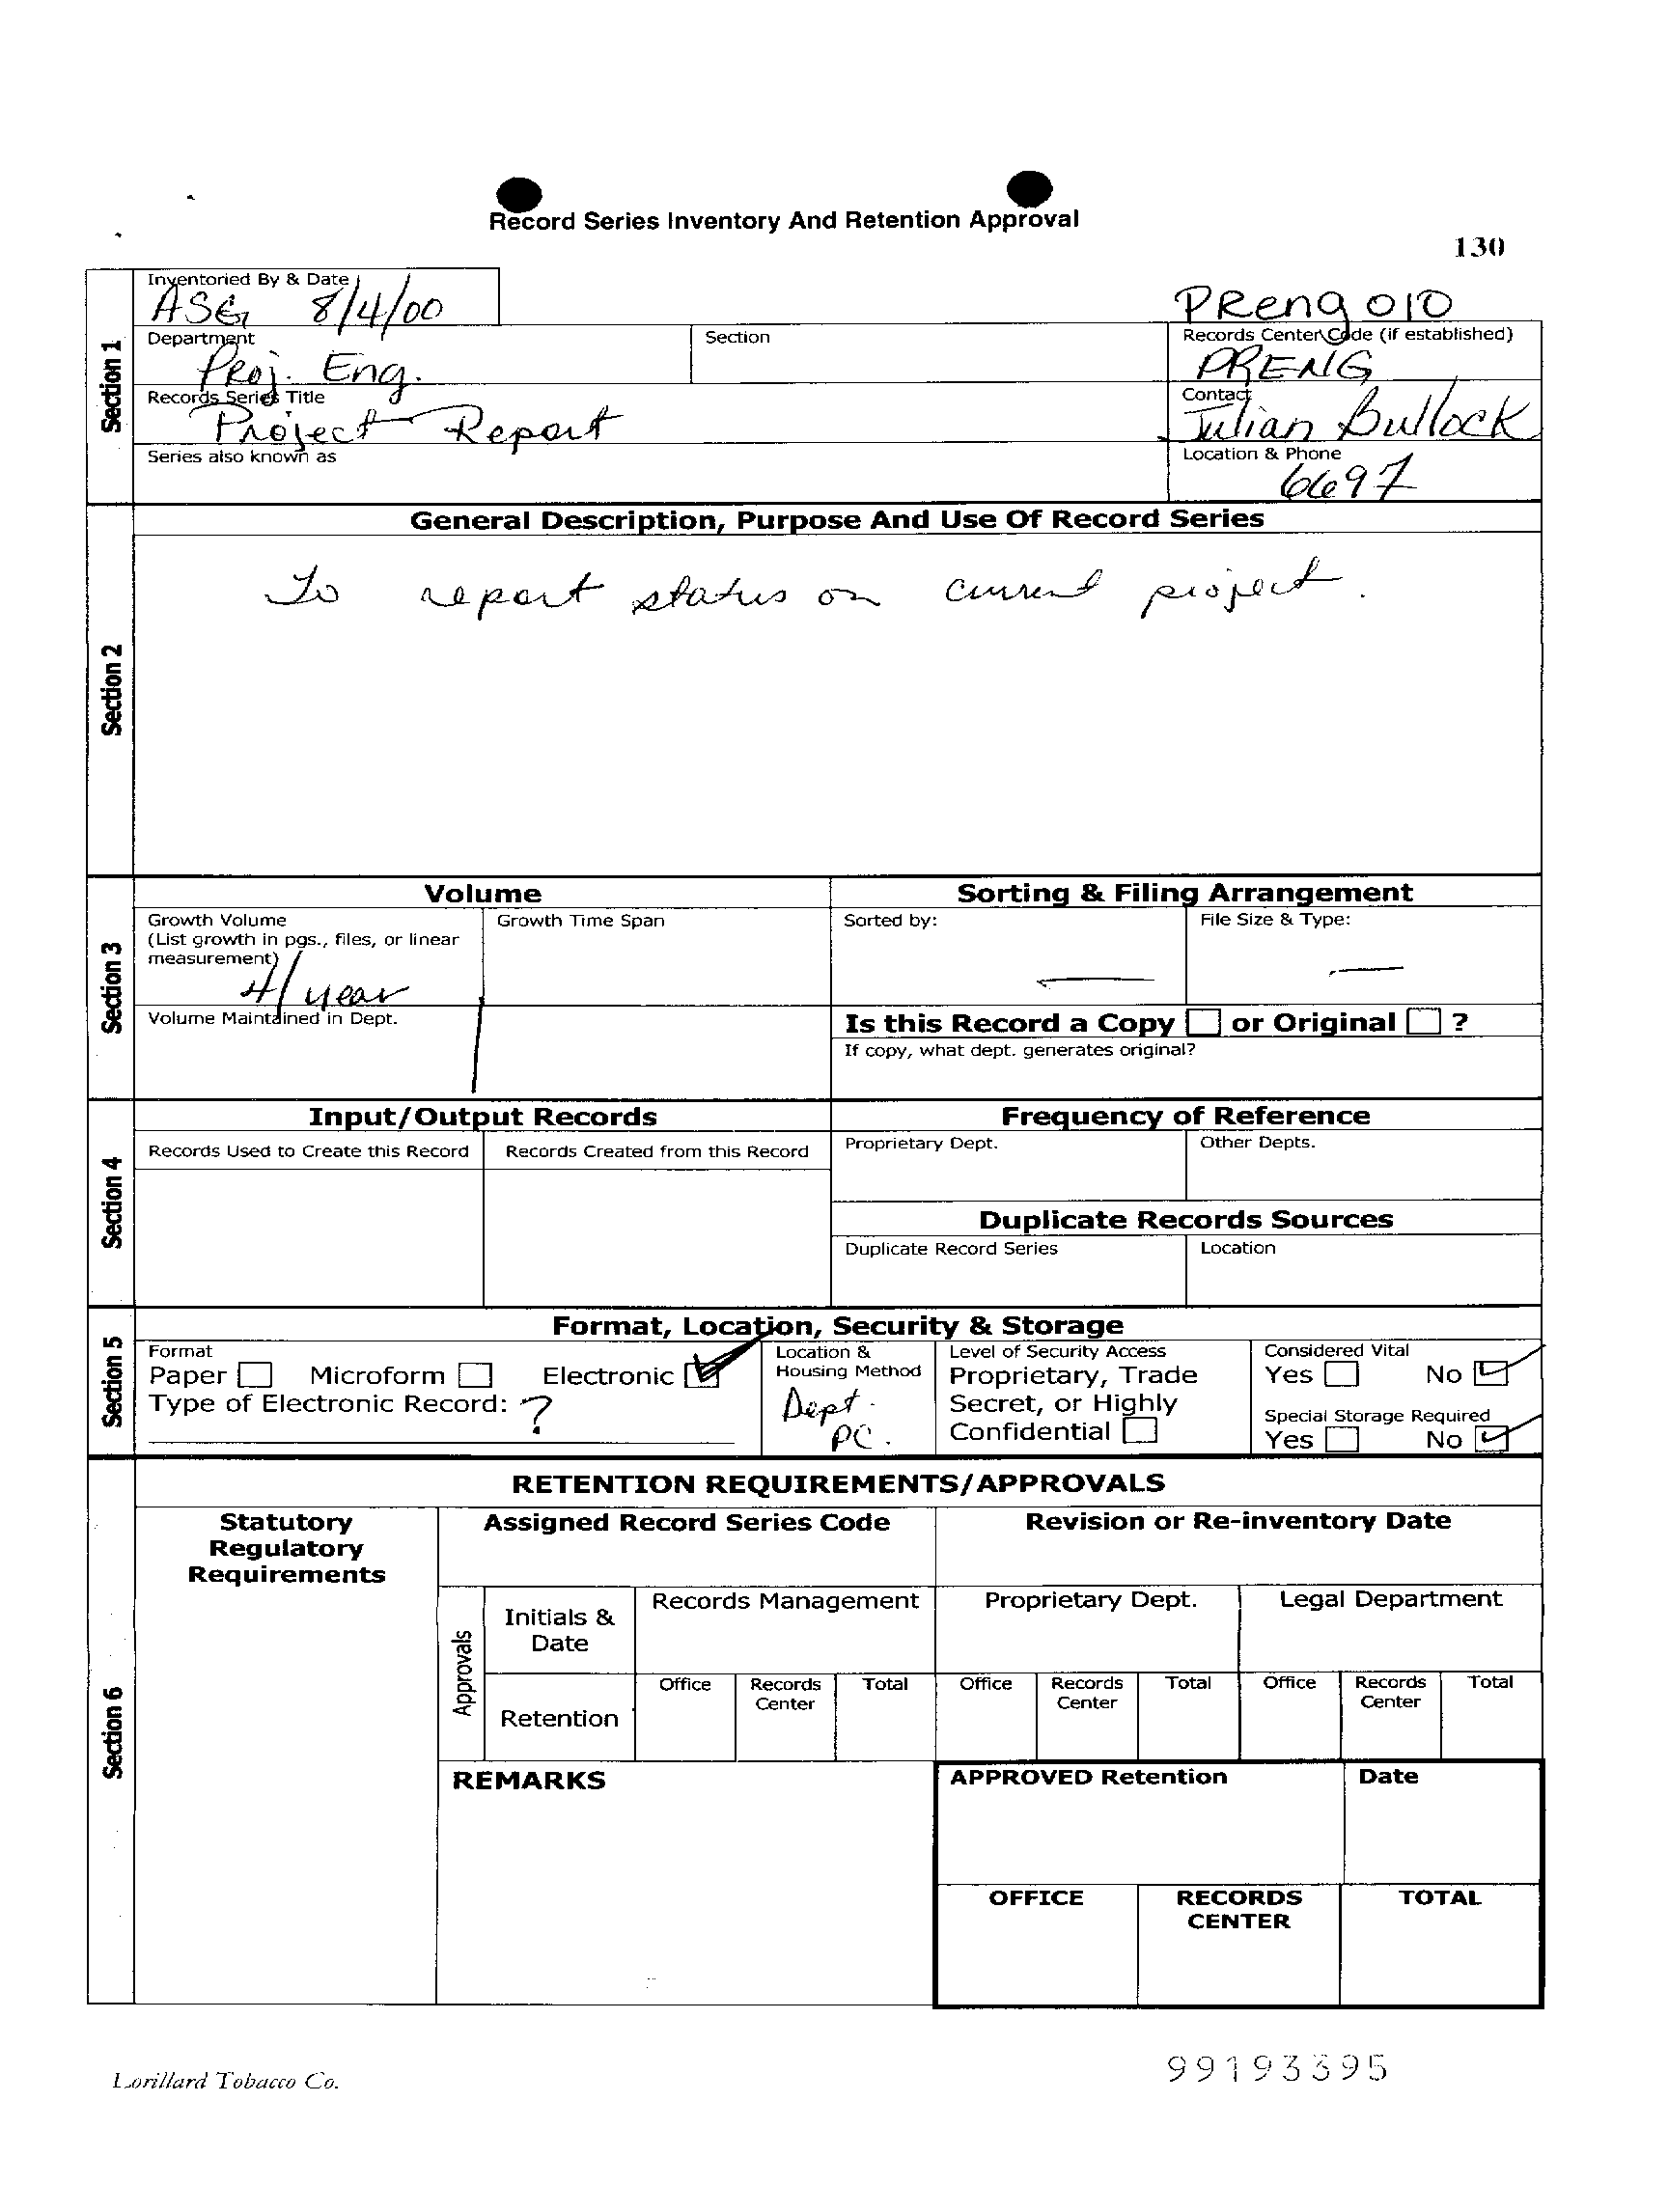 Record Series Inventory And Retention Approval
130
Inventoried By & Date
ASG 8/4/00
PReng 010
Department
Proj. Eng.
Section
Records Center Code (if established)
PRENG
Records Series Title
Project Report
Contact
Julian Bullock
Series also known as
Location & Phone
6697
Section 1
General Description, Purpose And Use Of Record Series
To report status on current project.
Section 2
Volume
Sorting & Filing Arrangement
Growth Volume
(List growth in pgs., files, or linear
measurement)
4/year
Growth Time Span
Sorted by:
—
File Size & Type:
—
Volume Maintained in Dept.
Is this Record a Copy ☐ or Original ☐ ?
If copy, what dept. generates original?
Section 3
Input/Output Records
Frequency of Reference
Records Used to Create this Record
Records Created from this Record
Proprietary Dept.
Other Depts.
Duplicate Records Sources
Duplicate Record Series
Location
Section 4
Format, Location, Security & Storage
Format
Paper ☐ Microform ☐ Electronic ☑
Type of Electronic Record: ?
Location &
Housing Method
Dept.
PC.
Level of Security Access
Proprietary, Trade
Secret, or Highly
Confidential ☐
Considered Vital
Yes ☐ No ☑
Special Storage Required
Yes ☐ No ☑
Section 5
RETENTION REQUIREMENTS/APPROVALS
Statutory
Regulatory
Requirements
Assigned Record Series Code
Revision or Re-inventory Date
Approvals
Initials &
Date
Records Management
Proprietary Dept.
Legal Department
Retention
Office
Records
Center
Total
Office
Records
Center
Total
Office
Records
Center
Total
REMARKS
APPROVED Retention
Date
OFFICE
RECORDS
CENTER
TOTAL
Section 6
Lorillard Tobacco Co.
99193395